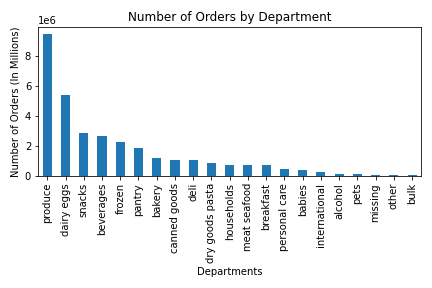 Number of Orders by Department
1e6
Number of Orders (In Millions)
8
6
4
2
0
produce
dairy eggs
snacks
beverages
frozen
pantry
bakery
canned goods
deli
dry goods pasta
households
meat seafood
breakfast
personal care
babies
international
alcohol
pets
missing
other
bulk
Departments